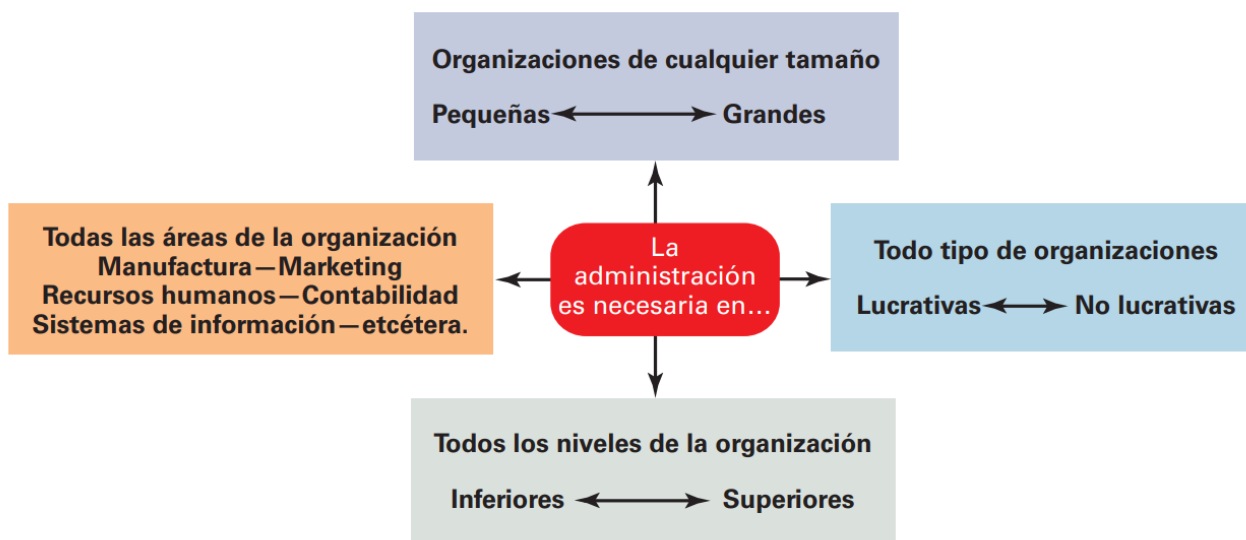 Organizaciones de cualquier tamaño
Pequeñas Grandes
Todas las áreas de la organización
Manufactura—Marketing
Recursos humanos—Contabilidad
Sistemas de información—etcétera.
La
administración
es necesaria en...
Todo tipo de organizaciones
Lucrativas No lucrativas
Todos los niveles de la organización
Inferiores Superiores